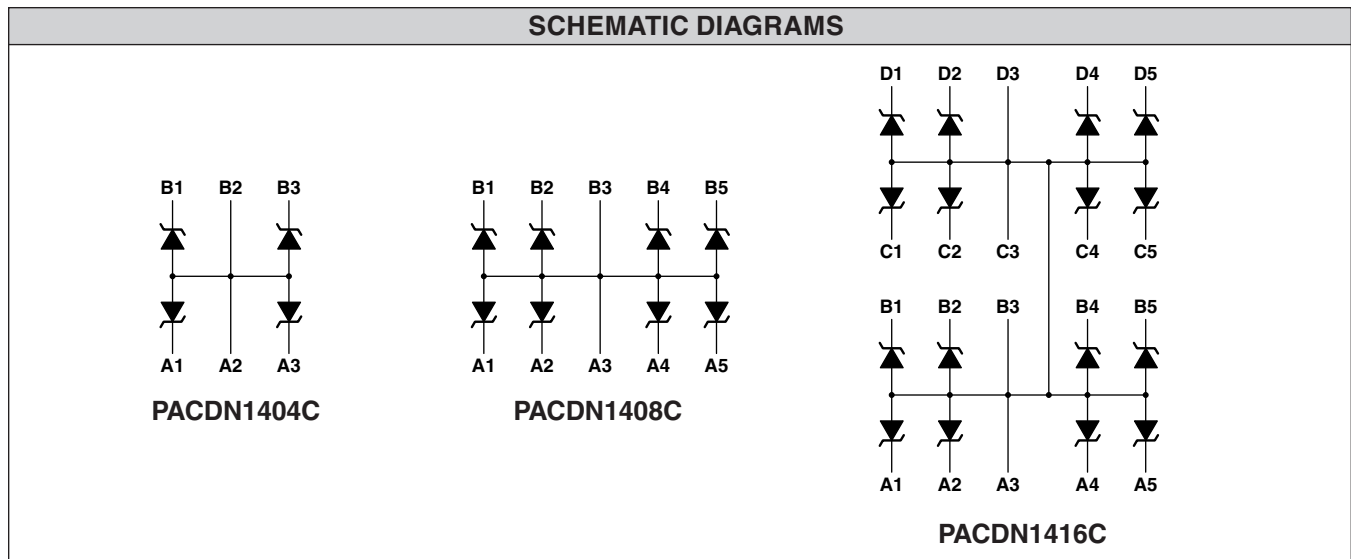 SCHEMATIC DIAGRAMS
B1 B2 B3
A1 A2 A3
PACDN1404C
B1 B2 B3 B4 B5
A1 A2 A3 A4 A5
PACDN1408C
D1 D2 D3 D4 D5
C1 C2 C3 C4 C5
B1 B2 B3 B4 B5
A1 A2 A3 A4 A5
PACDN1416C